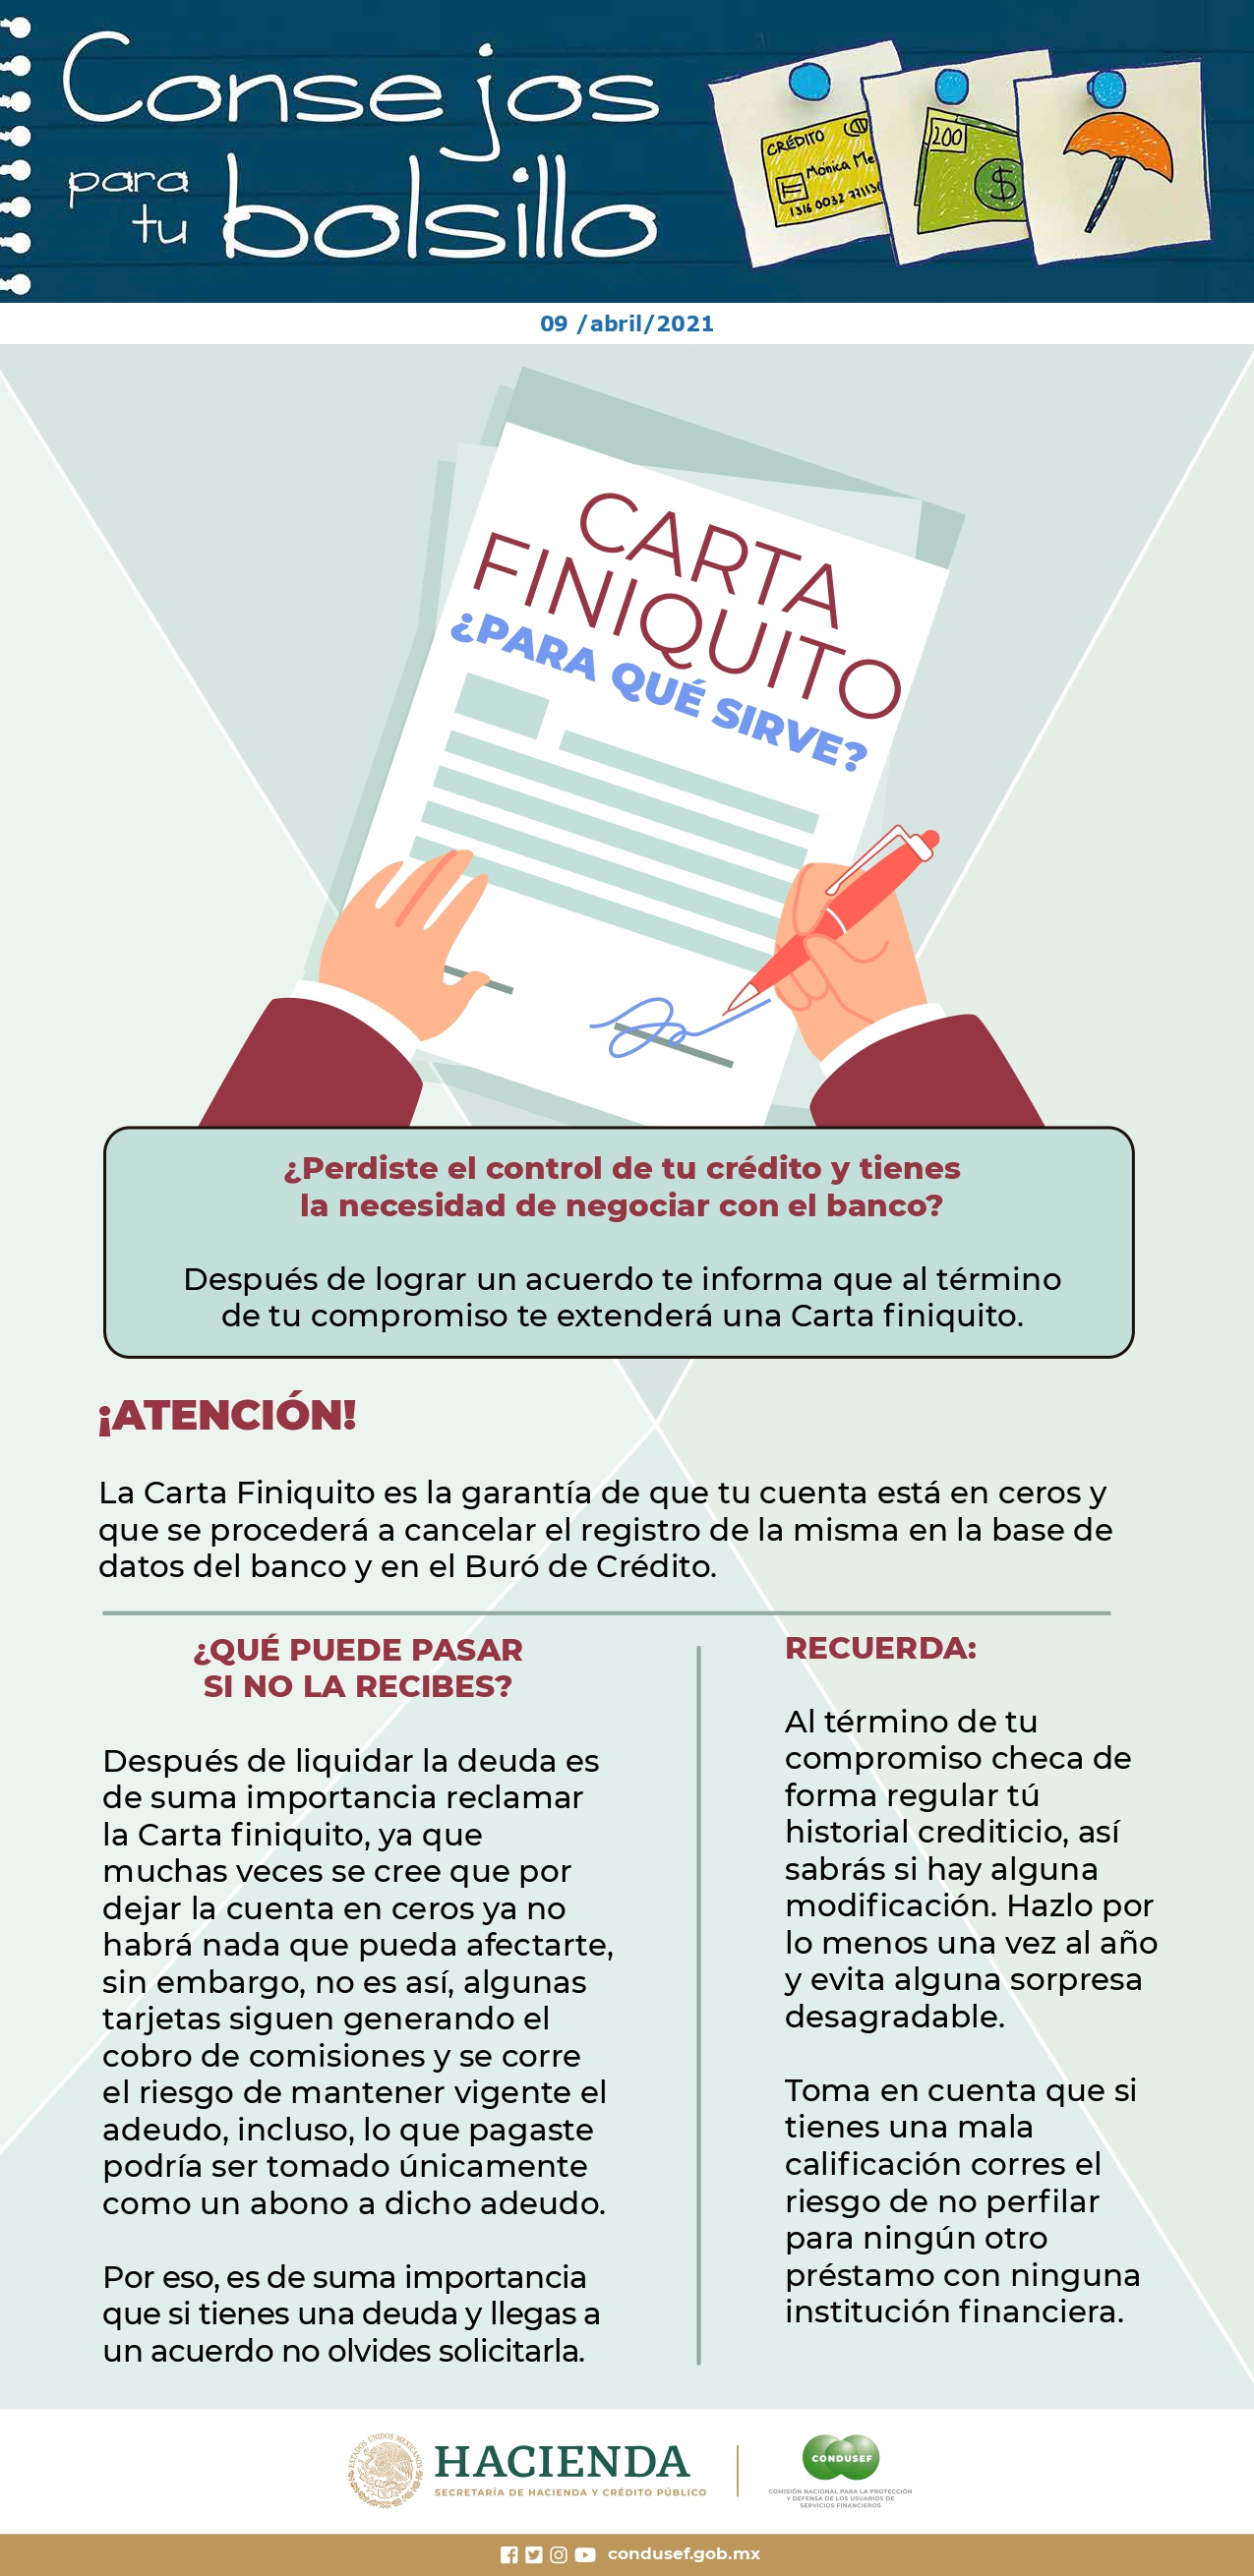 Consejos
para tu bolsillo
CRÉDITO
Mónica Me
1316 0032 7713
200
$
09 /abril/2021
CARTA
FINIQUITO
¿PARA QUÉ SIRVE?
¿Perdiste el control de tu crédito y tienes
la necesidad de negociar con el banco?
Después de lograr un acuerdo te informa que al término
de tu compromiso te extenderá una Carta finiquito.
¡ATENCIÓN!
La Carta Finiquito es la garantía de que tu cuenta está en ceros y
que se procederá a cancelar el registro de la misma en la base de
datos del banco y en el Buró de Crédito.
¿QUÉ PUEDE PASAR
SI NO LA RECIBES?
Después de liquidar la deuda es
de suma importancia reclamar
la Carta finiquito, ya que
muchas veces se cree que por
dejar la cuenta en ceros ya no
habrá nada que pueda afectarte,
sin embargo, no es así, algunas
tarjetas siguen generando el
cobro de comisiones y se corre
el riesgo de mantener vigente el
adeudo, incluso, lo que pagaste
podría ser tomado únicamente
como un abono a dicho adeudo.
Por eso, es de suma importancia
que si tienes una deuda y llegas a
un acuerdo no olvides solicitarla.
RECUERDA:
Al término de tu
compromiso checa de
forma regular tú
historial crediticio, así
sabrás si hay alguna
modificación. Hazlo por
lo menos una vez al año
y evita alguna sorpresa
desagradable.
Toma en cuenta que si
tienes una mala
calificación corres el
riesgo de no perfilar
para ningún otro
préstamo con ninguna
institución financiera.
ESTADOS UNIDOS MEXICANOS
HACIENDA
SECRETARÍA DE HACIENDA Y CRÉDITO PÚBLICO
CONDUSEF
COMISIÓN NACIONAL PARA LA PROTECCIÓN
Y DEFENSA DE LOS USUARIOS DE
SERVICIOS FINANCIEROS
condusef.gob.mx